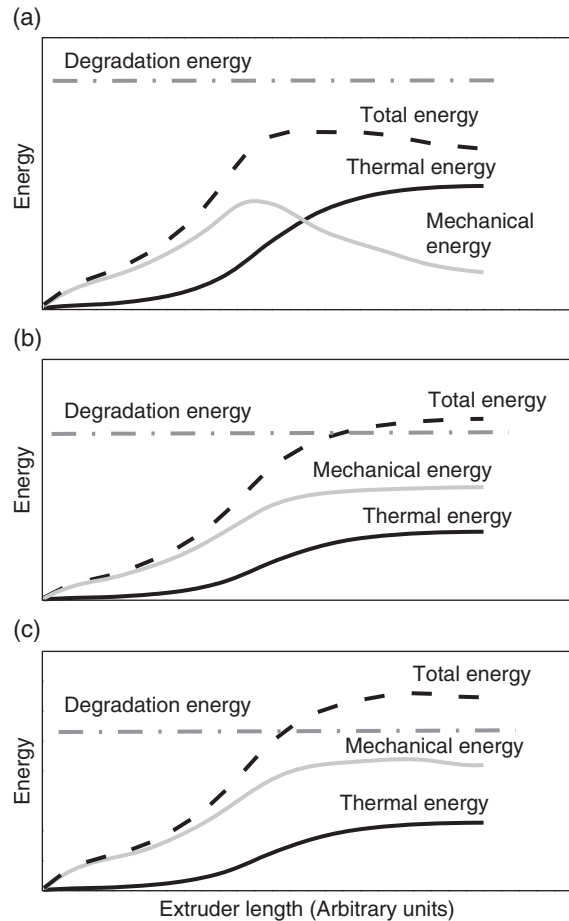 (a)
Degradation energy
Total energy
Thermal energy
Mechanical
energy
Energy
(b)
Degradation energy
Total energy
Mechanical energy
Thermal energy
Energy
(c)
Total energy
Degradation energy
Mechanical energy
Thermal energy
Energy
Extruder length (Arbitrary units)